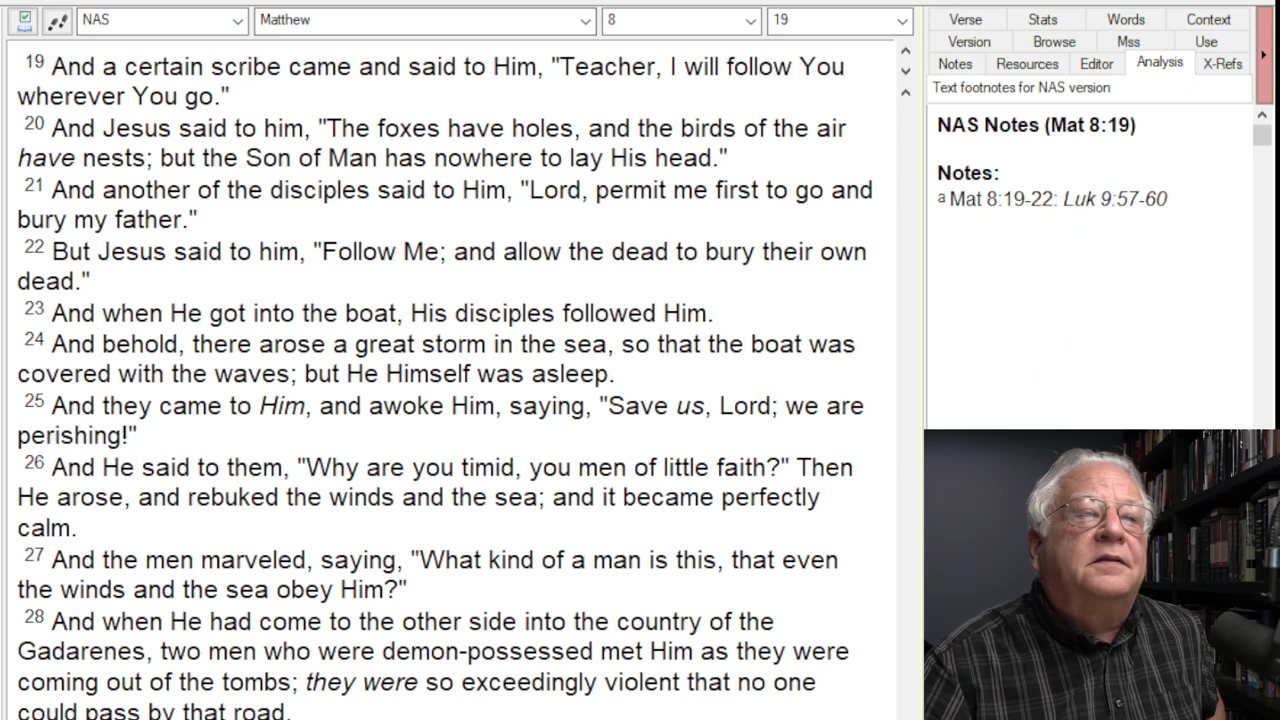 NAS Matthew 8 19
19 And a certain scribe came and said to Him, "Teacher, I will follow You
wherever You go."
20 And Jesus said to him, "The foxes have holes, and the birds of the air
have nests; but the Son of Man has nowhere to lay His head."
21 And another of the disciples said to Him, "Lord, permit me first to go and
bury my father."
22 But Jesus said to him, "Follow Me; and allow the dead to bury their own
dead."
23 And when He got into the boat, His disciples followed Him.
24 And behold, there arose a great storm in the sea, so that the boat was
covered with the waves; but He Himself was asleep.
25 And they came to Him, and awoke Him, saying, "Save us, Lord; we are
perishing!"
26 And He said to them, "Why are you timid, you men of little faith?" Then
He arose, and rebuked the winds and the sea; and it became perfectly
calm.
27 And the men marveled, saying, "What kind of a man is this, that even
the winds and the sea obey Him?"
28 And when He had come to the other side into the country of the
Gadarenes, two men who were demon-possessed met Him as they were
coming out of the tombs; they were so exceedingly violent that no one
could pass by that road.
Verse Stats Words Context
Version Browse Mss Use
Notes Resources Editor Analysis X-Refs
Text footnotes for NAS version
NAS Notes (Mat 8:19)
Notes:
a Mat 8:19-22: Luk 9:57-60